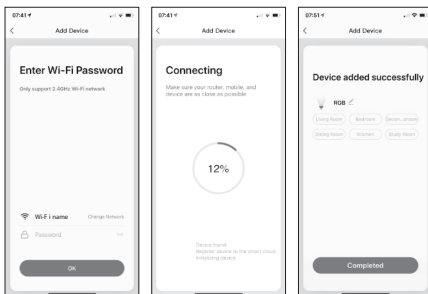 07:41
Add Device
Enter Wi-Fi Password
Only support 2.4GHz Wi-Fi network
Wi-F i name
Change Network
Password
OK
07:41
Add Device
Connecting
Make sure your router, mobile, and
device are as close as possible
12%
Device found
Register device to the smart cloud
Initializing device
07:51
Add Device
Device added successfully
RGB
Living Room
Bedroom
Dining Room
Kitchen
Study Room
Completed